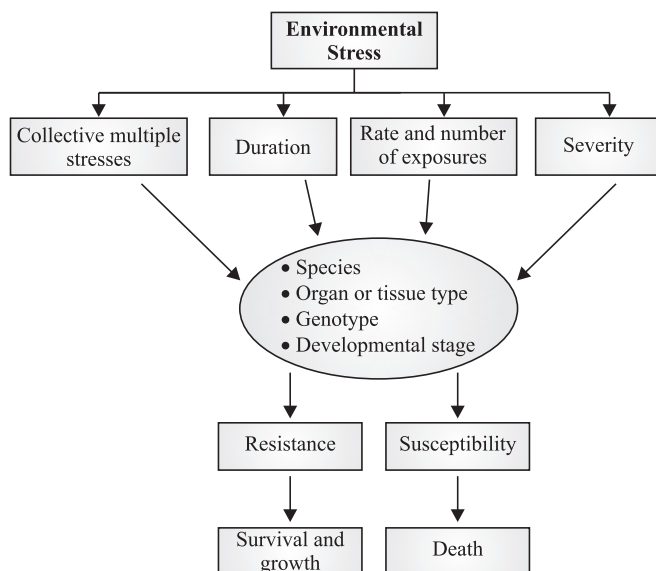 Environmental
Stress
Collective multiple
stresses
Duration
Rate and number
of exposures
Severity
• Species
• Organ or tissue type
• Genotype
• Developmental stage
Resistance
Susceptibility
Survival and
growth
Death